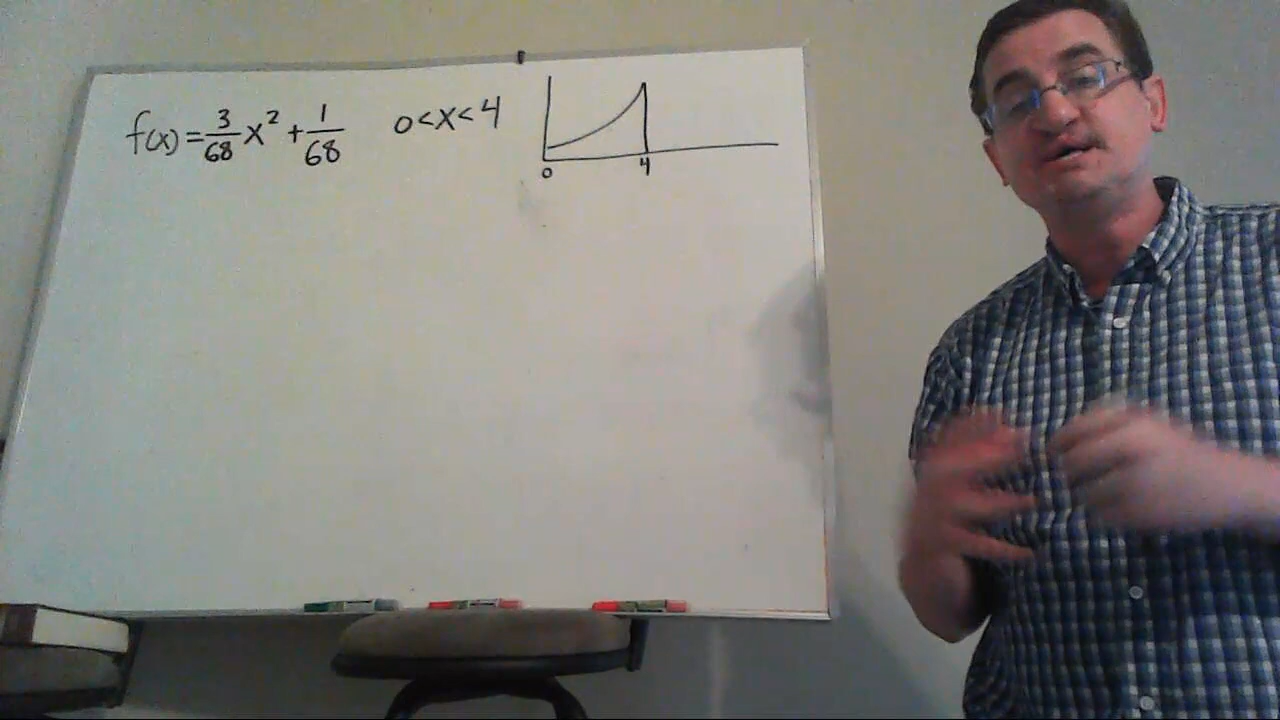 f(x) = 3/68 x² + 1/68 0<x<4
0 4